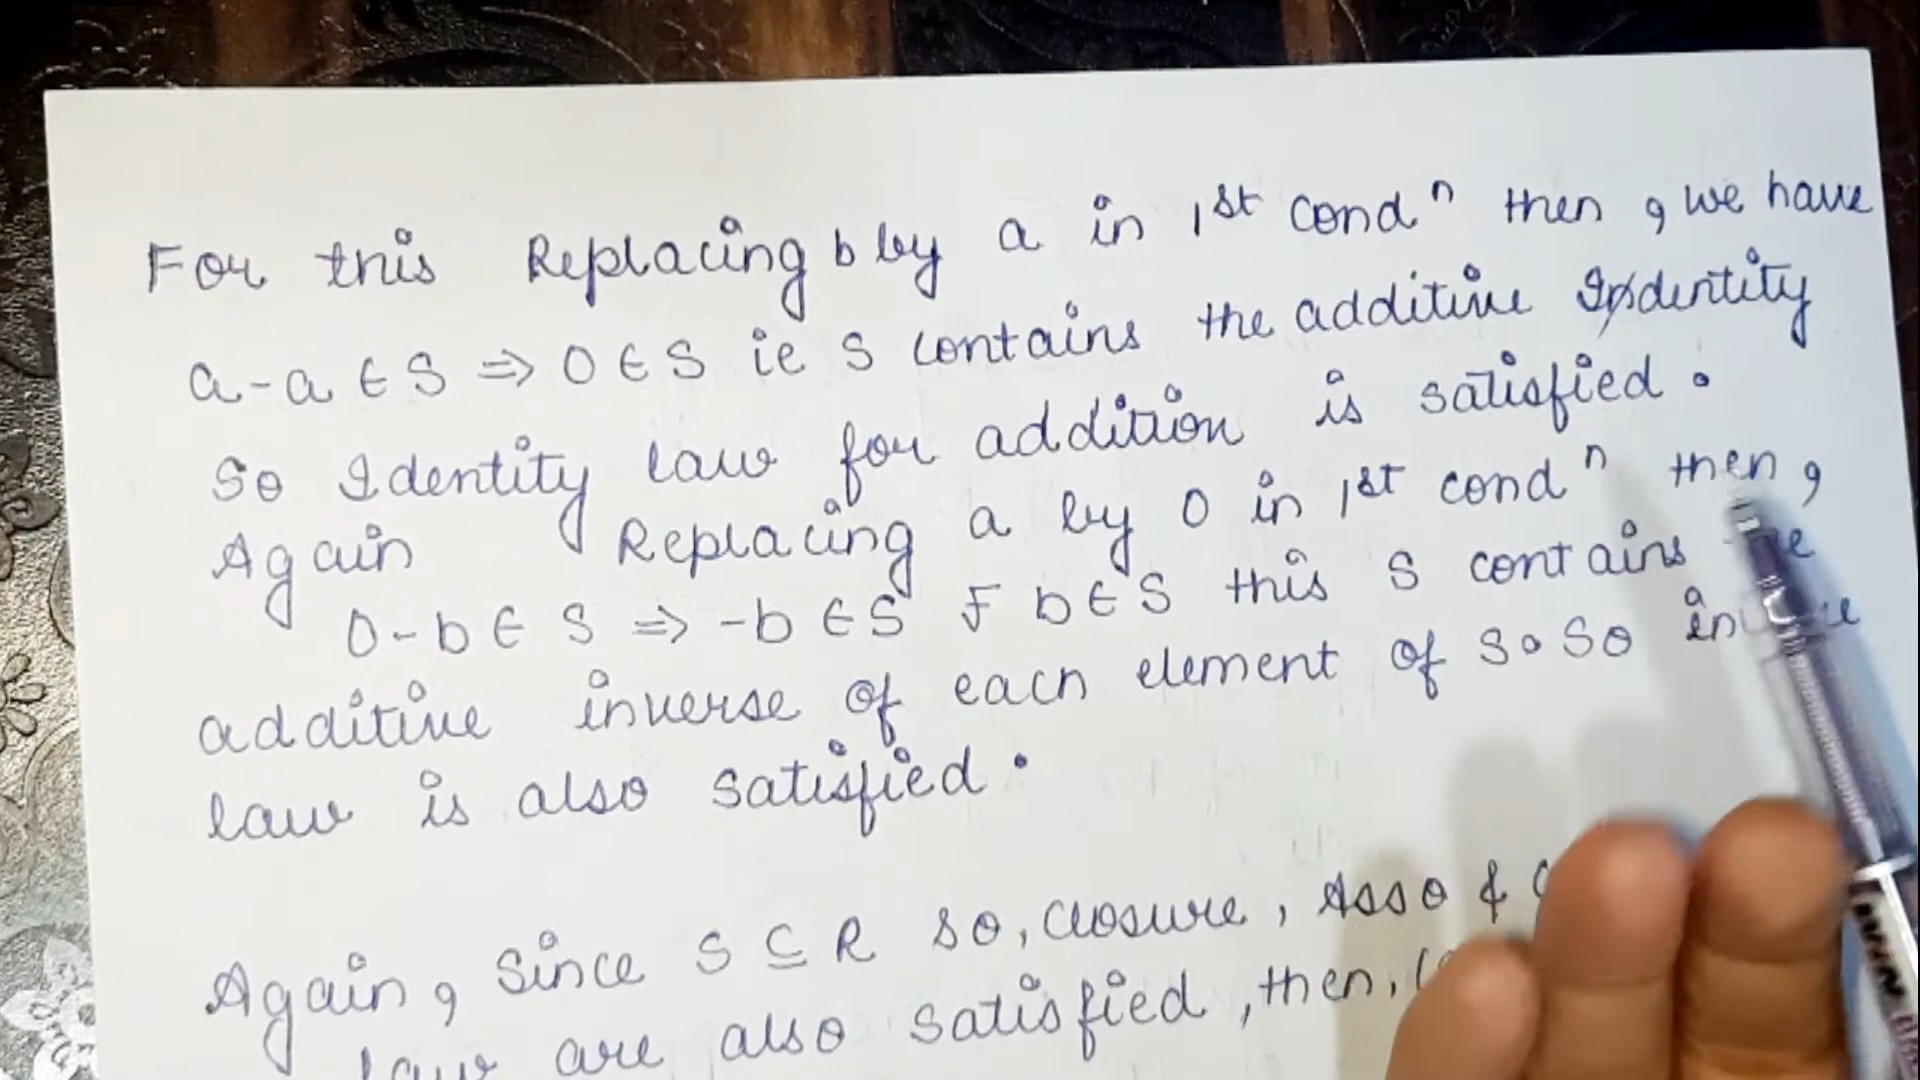 For this Replacing b by a in 1st condⁿ then, we have
a-a ∈ S ⇒ 0 ∈ S ie S contains the additive Identity
So Identity law for addition is satisfied.
Again Replacing a by 0 in 1st condⁿ then,
0-b ∈ S ⇒ -b ∈ S ∀ b ∈ S this S contains
additive inverse of each element of S. So
law is also satisfied.
Again, Since S ⊆ R so, closure, Asso &
law are also satisfied, then,